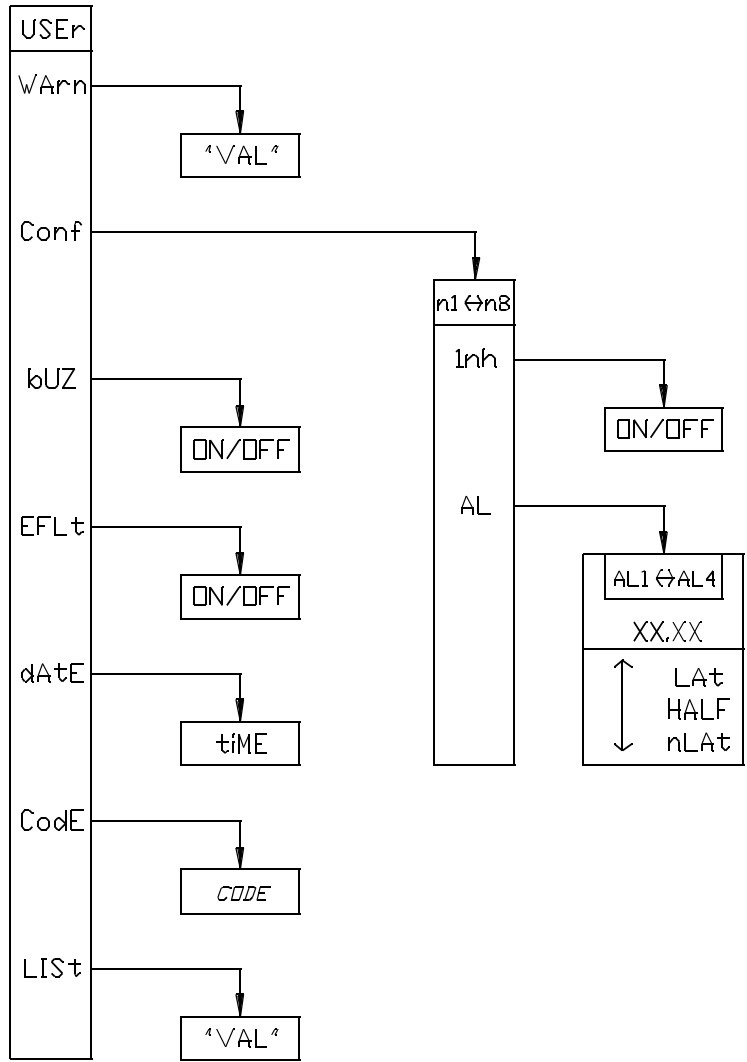 USEr
WArn
"VAL"
Conf
n1↔n8
1nh
ON/OFF
AL
AL1↔AL4
XX.XX
LAt
HALF
nLAt
bUZ
ON/OFF
EFLt
ON/OFF
dAtE
tiME
CodE
CODE
LISt
"VAL"